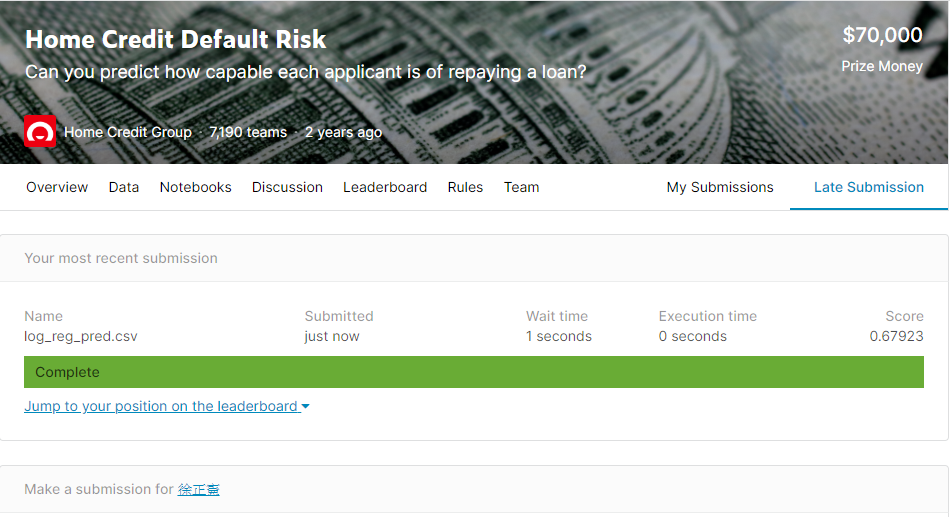 Home Credit Default Risk
$70,000
Can you predict how capable each applicant is of repaying a loan?
Prize Money
Home Credit Group · 7,190 teams · 2 years ago
Overview Data Notebooks Discussion Leaderboard Rules Team My Submissions Late Submission
Your most recent submission
Name Submitted Wait time Execution time Score
log_reg_pred.csv just now 1 seconds 0 seconds 0.67923
Complete
Jump to your position on the leaderboard
Make a submission for 徐正憲